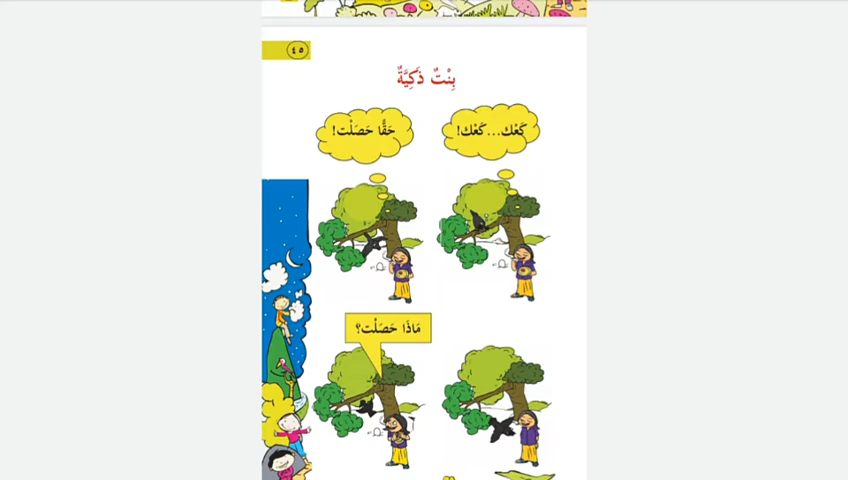 ٤٥
بِنْتٌ ذَكِيَّةٌ
كَعْك...كَعْك!
حَقًّا حَصَلْت!
مَاذَا حَصَلْت؟